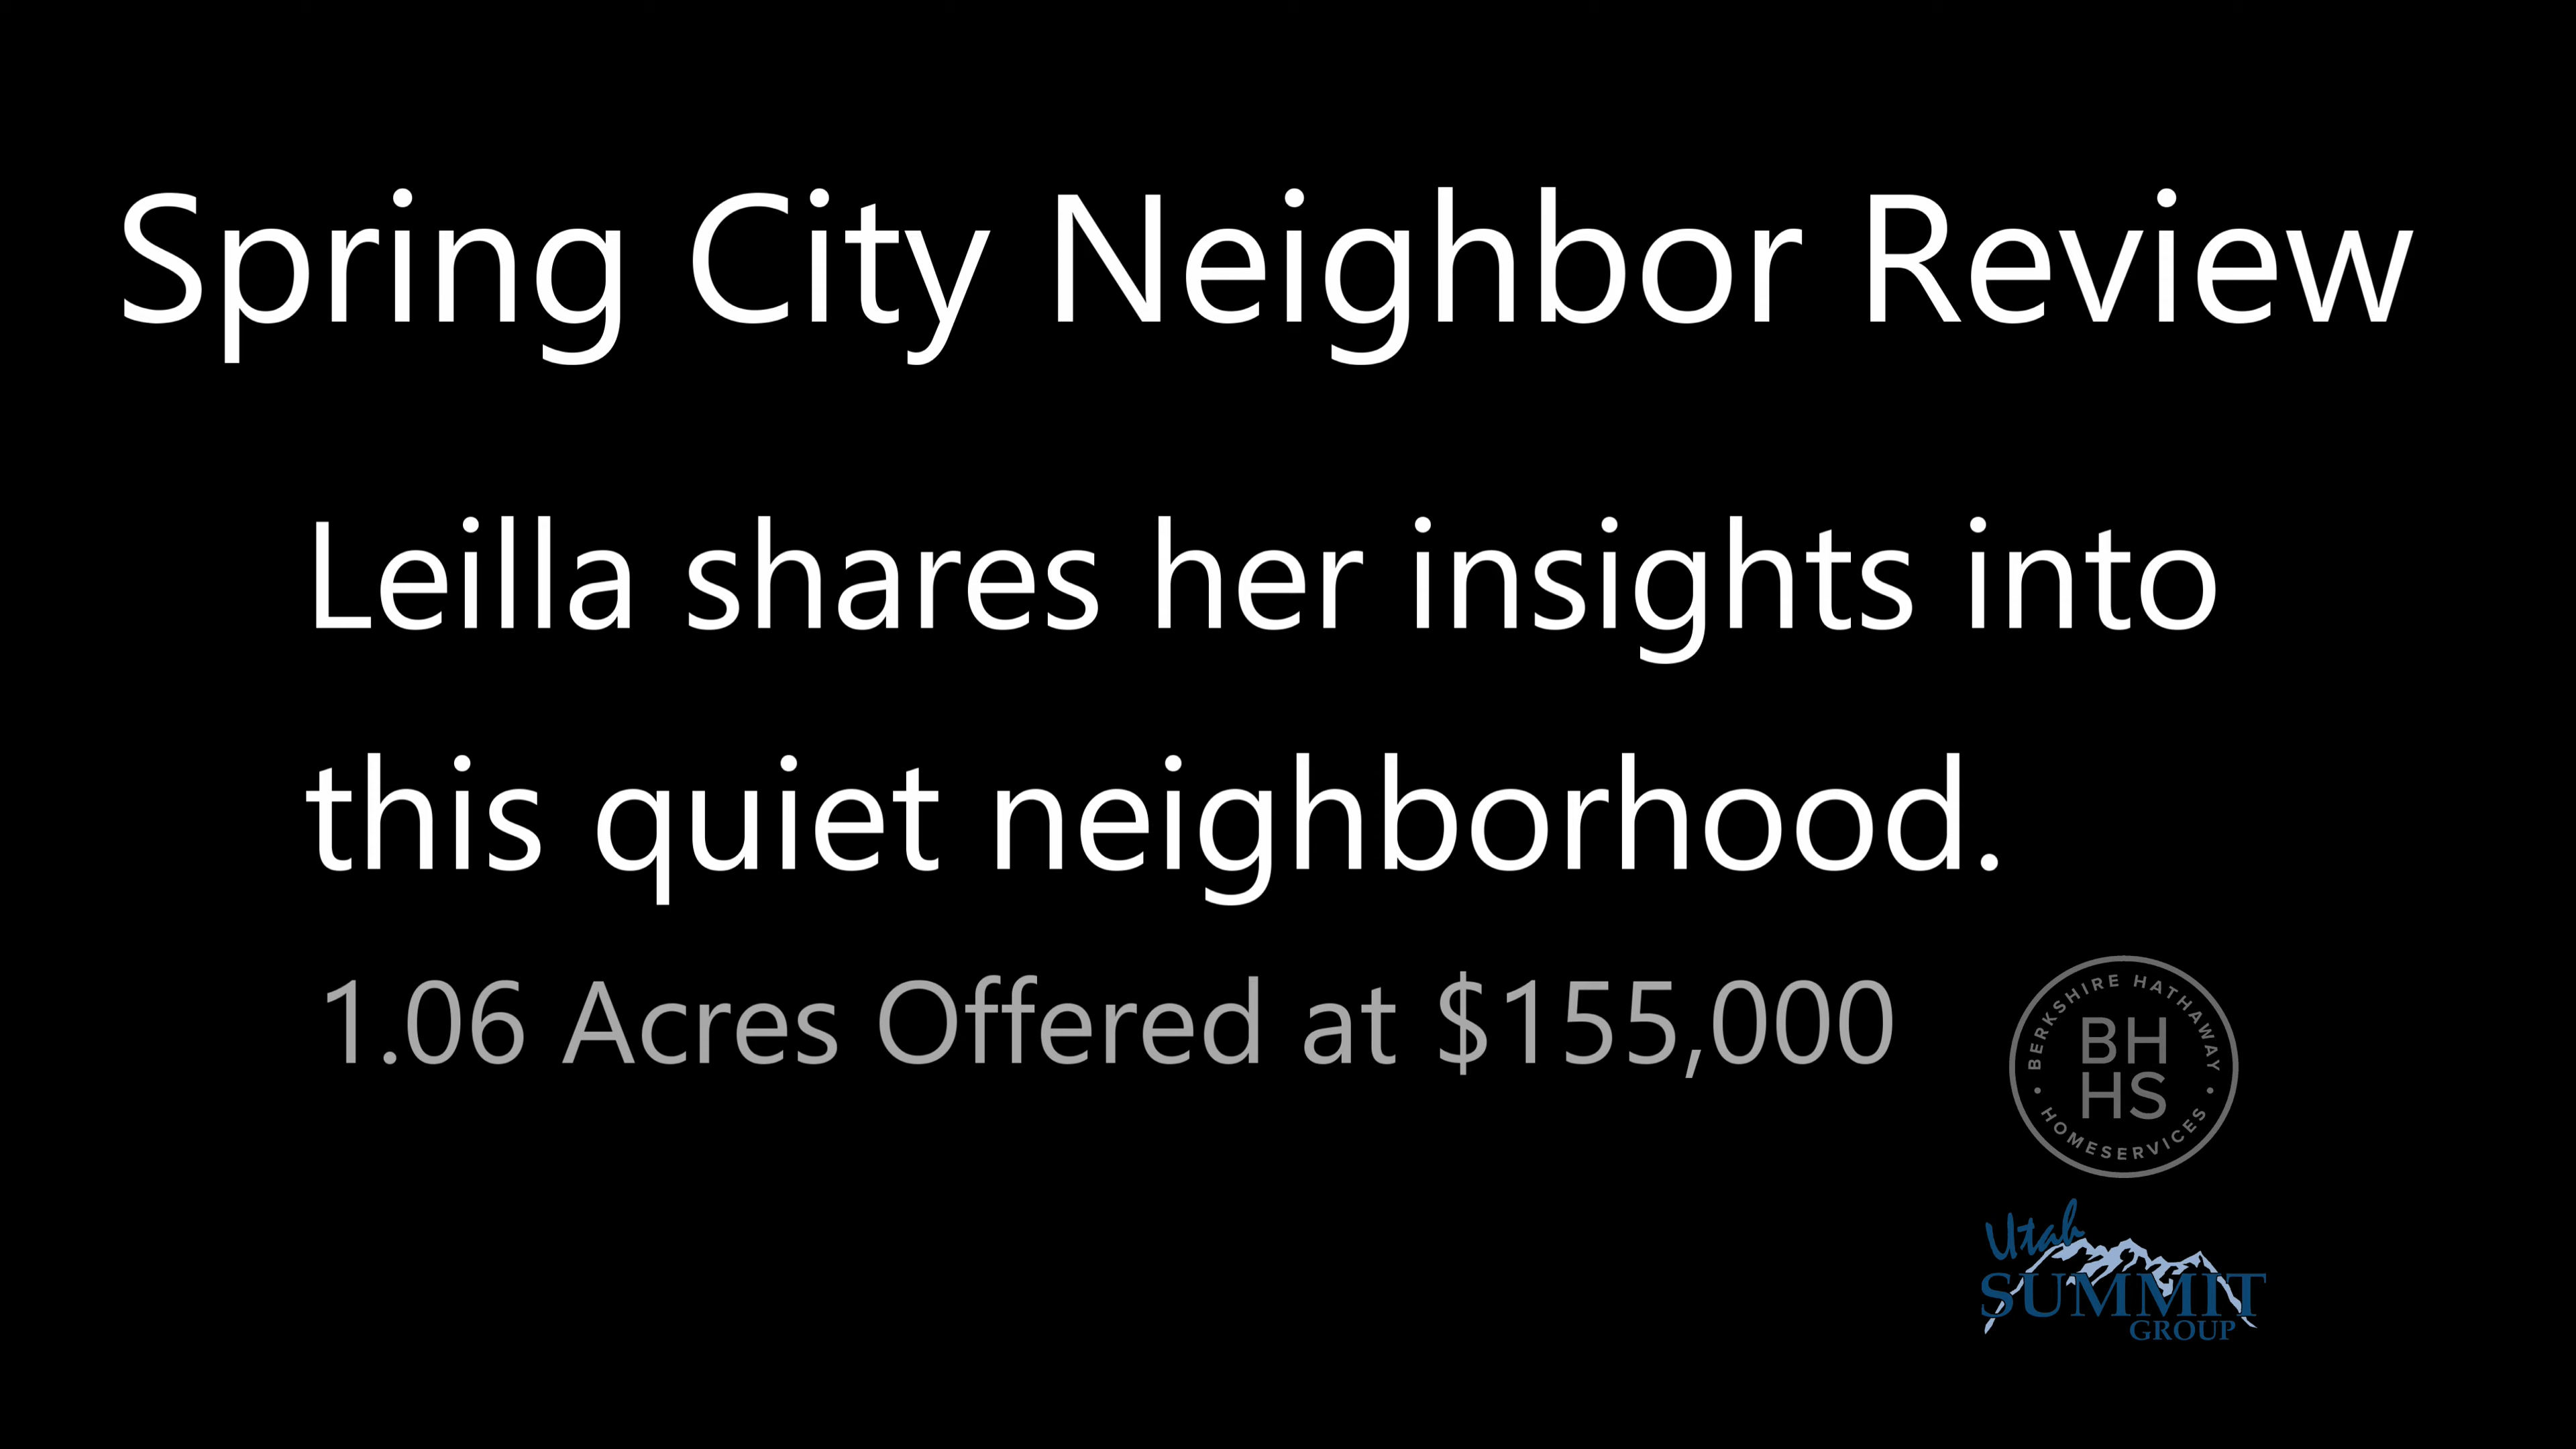 Spring City Neighbor Review
Leilla shares her insights into
this quiet neighborhood.
1.06 Acres Offered at $155,000
BERKSHIRE HATHAWAY
BH
HS
HOMESERVICES
Utah
SUMMIT
GROUP